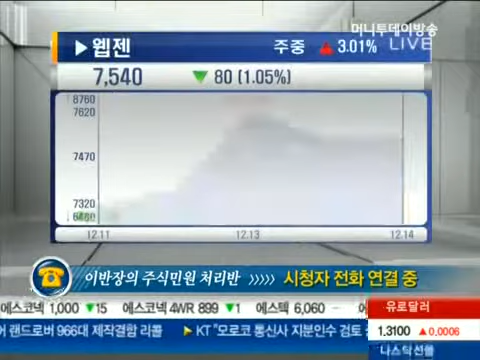 머니투데이방송
LIVE
▶웹젠 주중 ▲ 3.01%
7,540 ▼ 80 (1.05%)
8760
7620
7470
7320
12.11 12.13 12.14
이반장의 주식민원 처리반 >>>>> 시청자 전화 연결 중
에스코넥 1,000 ▼15 에스코넥 4WR 899 ▼1 에스텍 6,060 —
유로달러
어 랜드로버 966대 제작결함 리콜 ▶ KT "모로코 통신사 지분인수 검토
1.3100 ▲0,0006
나스닥선물